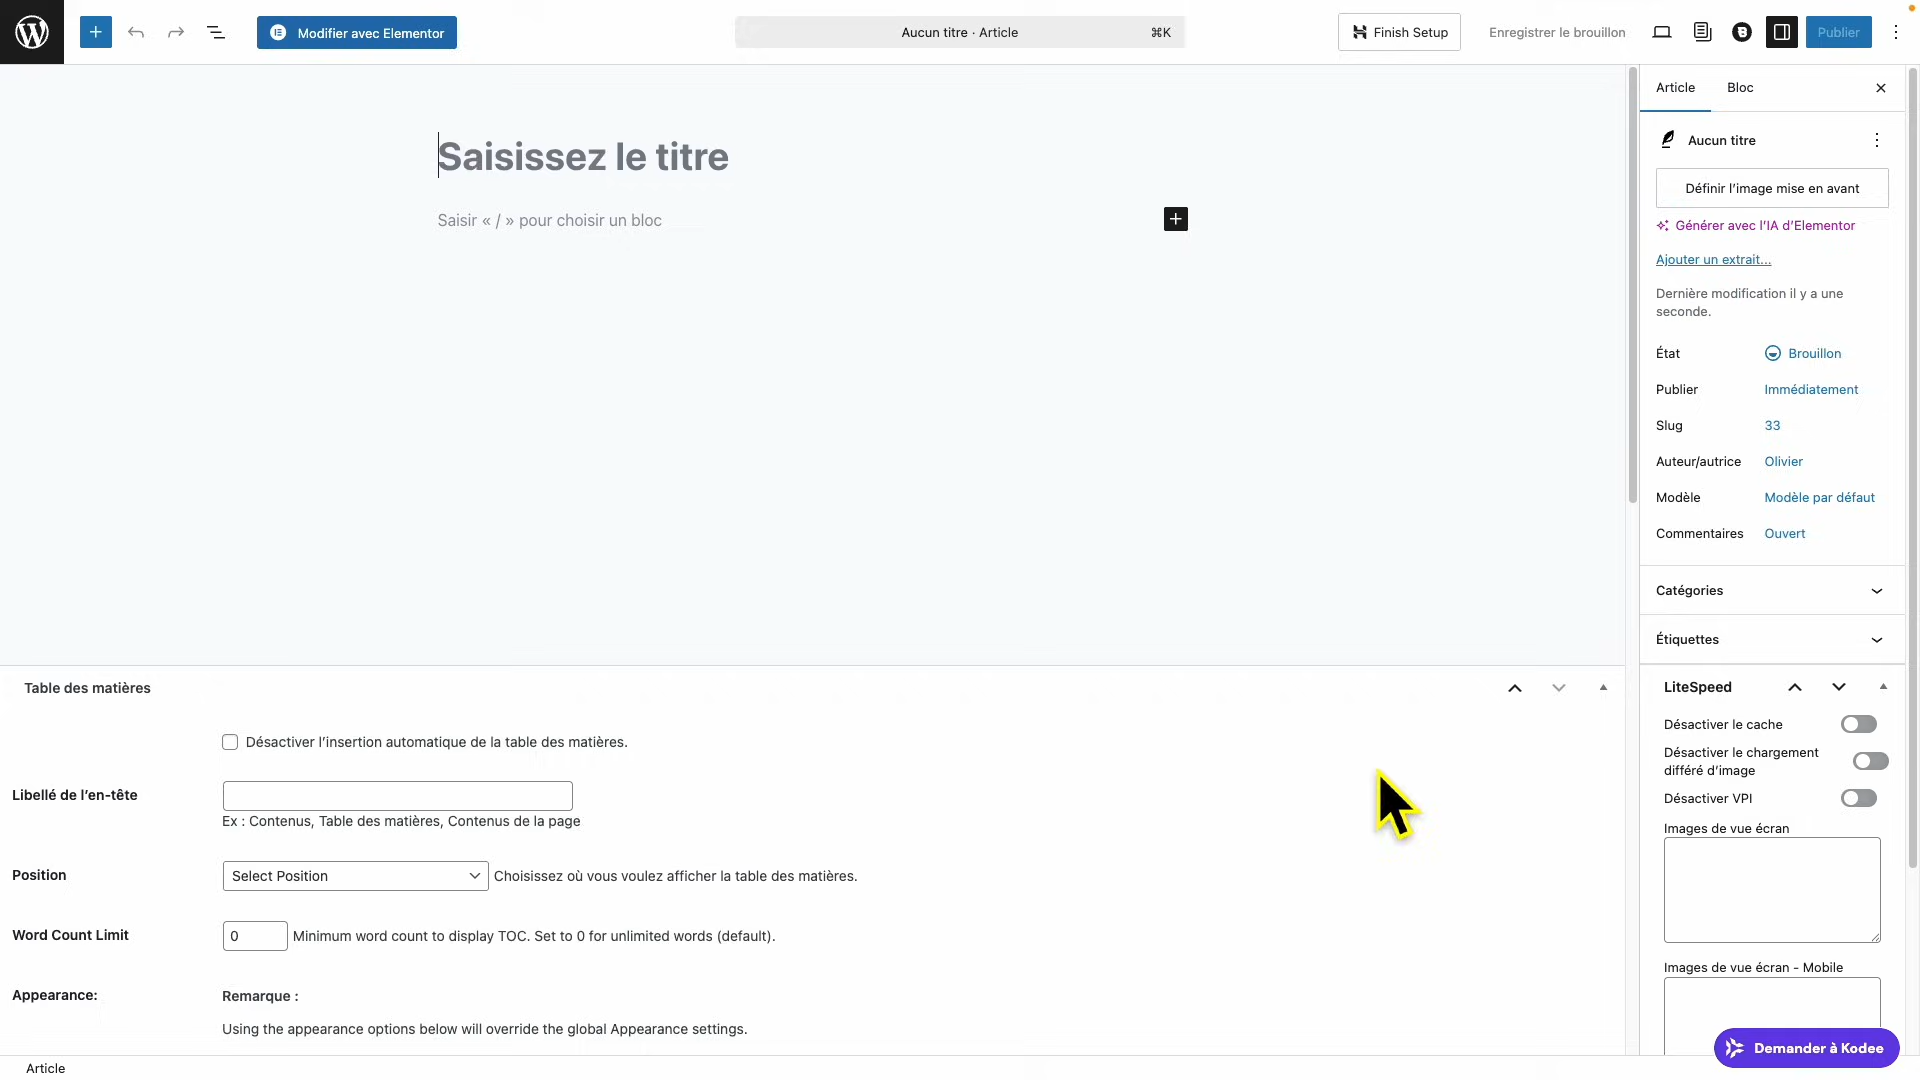 Modifier avec Elementor
Aucun titre · Article
⌘K
Finish Setup
Enregistrer le brouillon
Publier
Saisissez le titre
Saisir « / » pour choisir un bloc
Article
Bloc
Aucun titre
Définir l’image mise en avant
Générer avec l’IA d’Elementor
Ajouter un extrait...
Dernière modification il y a une
seconde.
État
Brouillon
Publier
Immédiatement
Slug
33
Auteur/autrice
Olivier
Modèle
Modèle par défaut
Commentaires
Ouvert
Catégories
Étiquettes
LiteSpeed
Désactiver le cache
Désactiver le chargement
différé d’image
Désactiver VPI
Images de vue écran
Images de vue écran - Mobile
Demander à Kodee
Table des matières
Désactiver l’insertion automatique de la table des matières.
Libellé de l’en-tête
Ex : Contenus, Table des matières, Contenus de la page
Position
Select Position
Choisissez où vous voulez afficher la table des matières.
Word Count Limit
0
Minimum word count to display TOC. Set to 0 for unlimited words (default).
Appearance:
Remarque :
Using the appearance options below will override the global Appearance settings.
Article